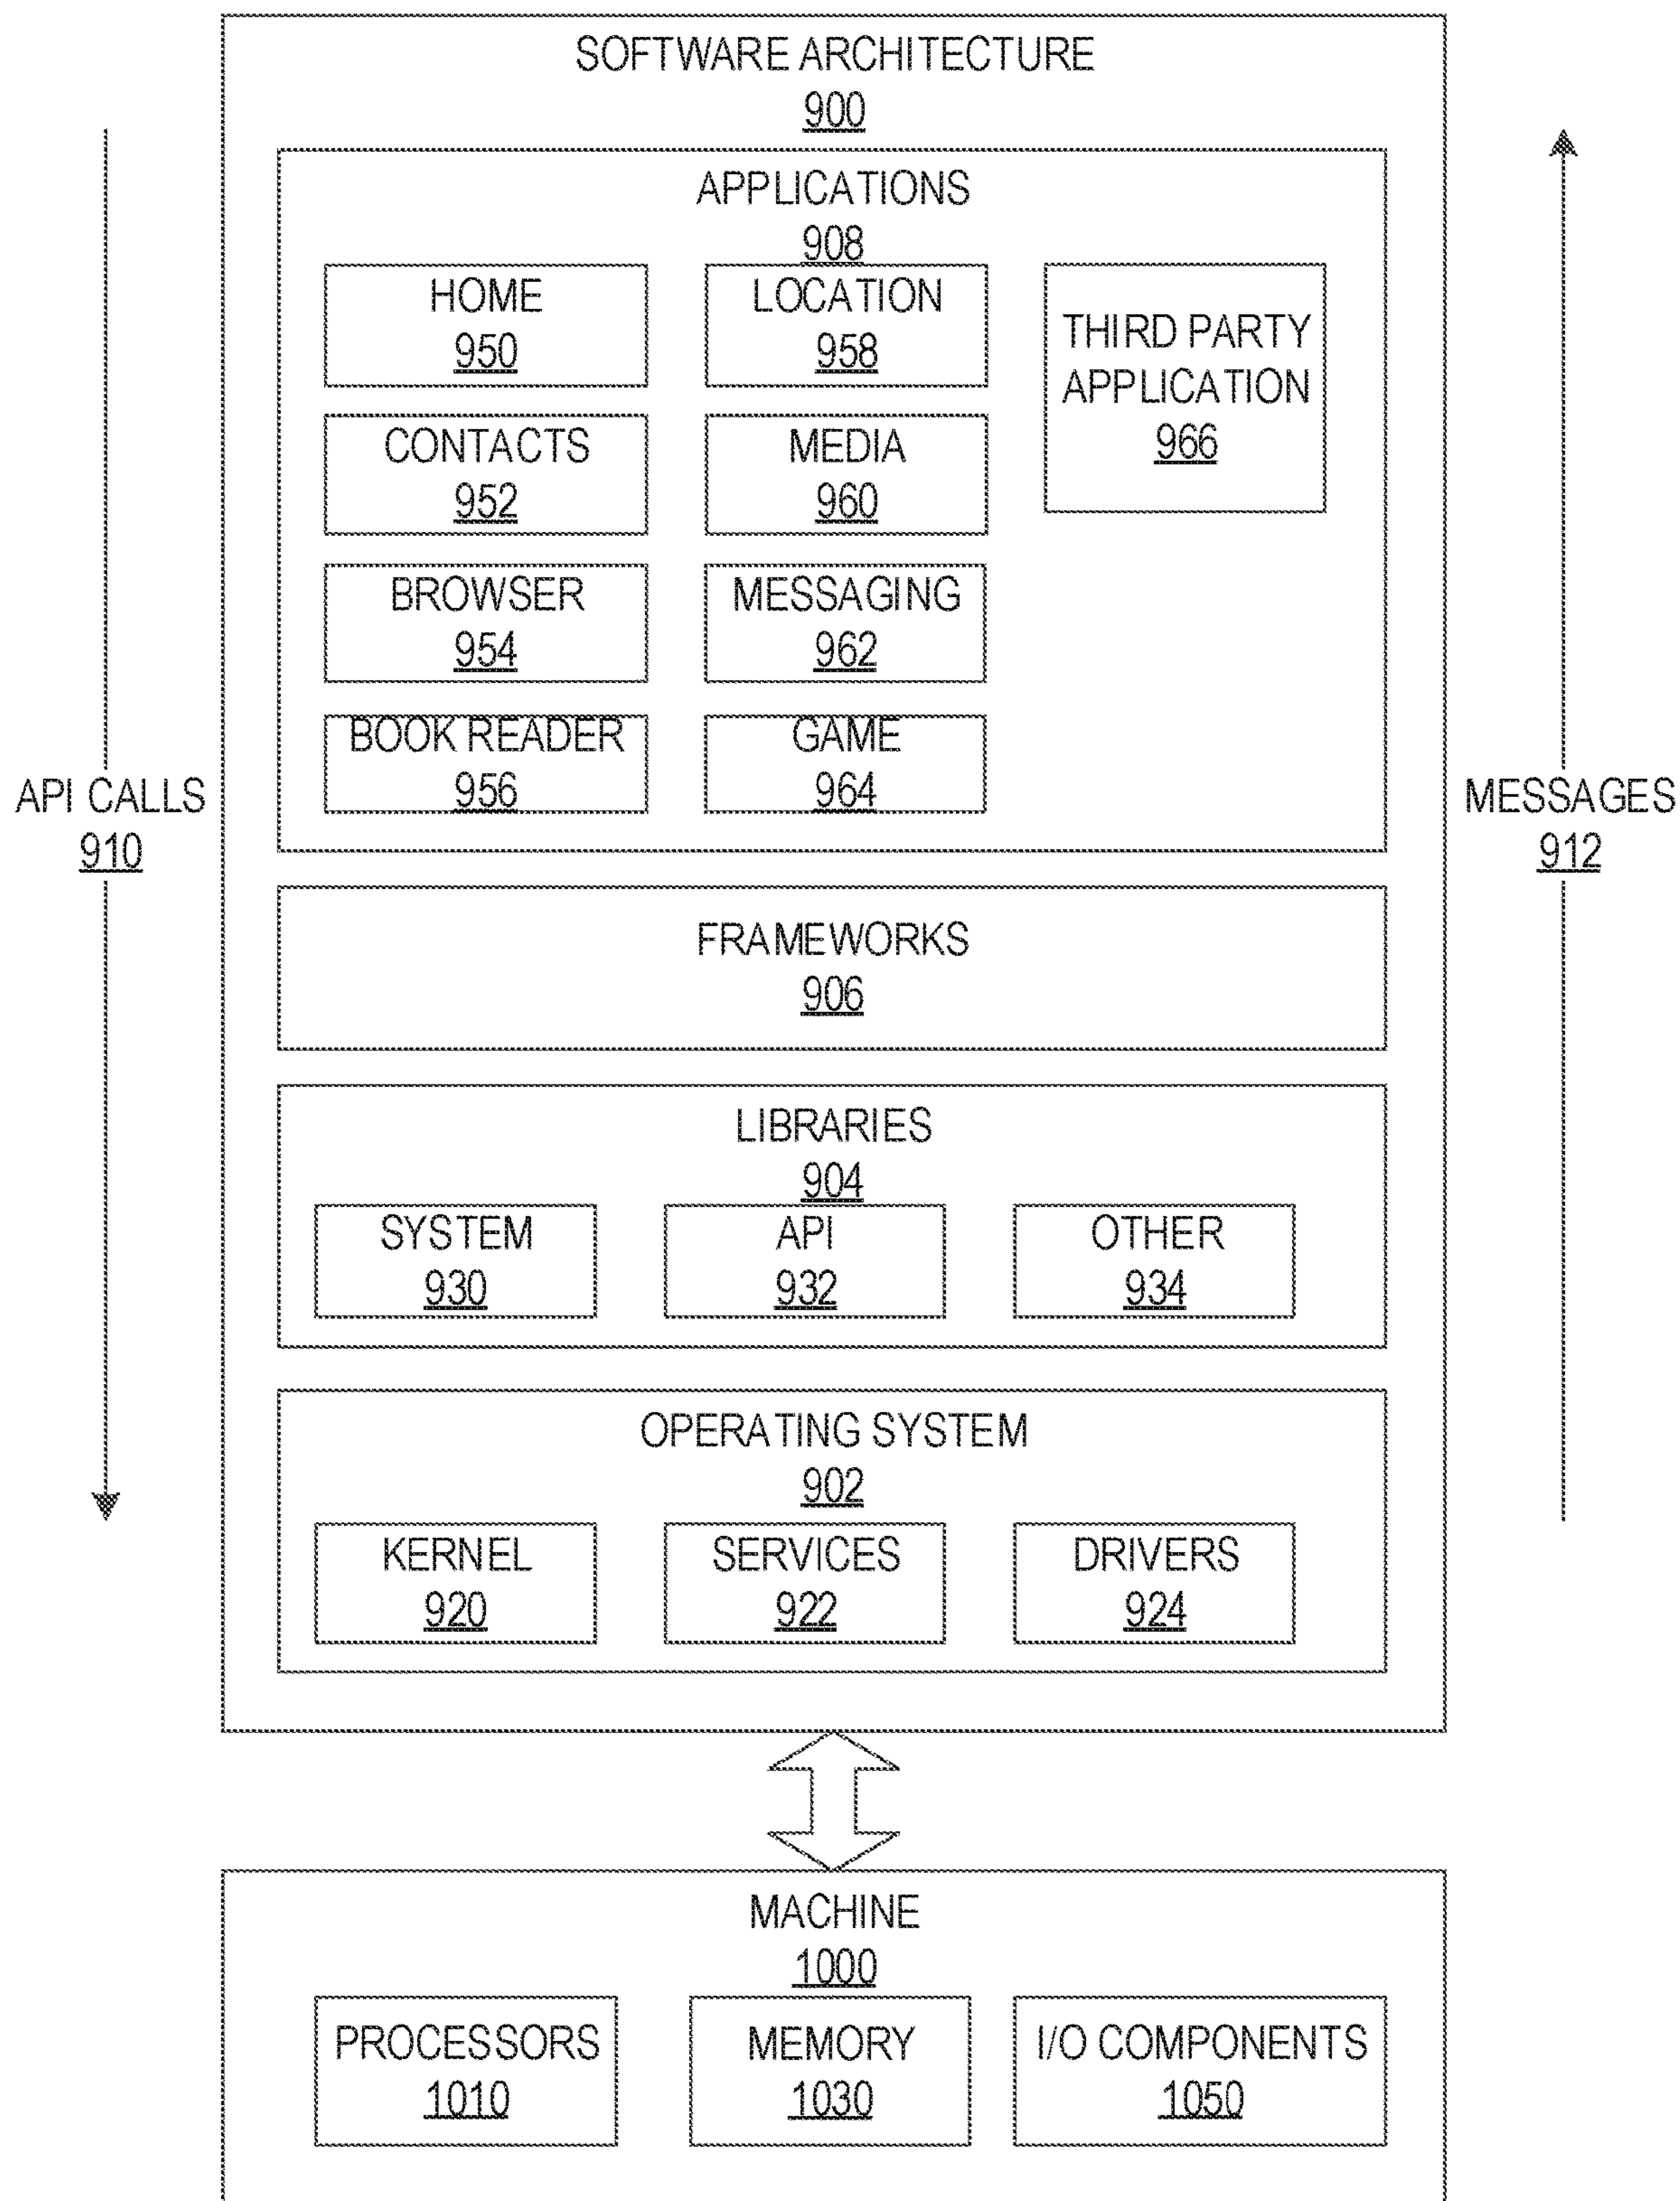 SOFTWARE ARCHITECTURE
900
APPLICATIONS
908
HOME
950
LOCATION
958
THIRD PARTY
APPLICATION
966
CONTACTS
952
MEDIA
960
BROWSER
954
MESSAGING
962
BOOK READER
956
GAME
964
API CALLS
910
MESSAGES
912
FRAMEWORKS
906
LIBRARIES
904
SYSTEM
930
API
932
OTHER
934
OPERATING SYSTEM
902
KERNEL
920
SERVICES
922
DRIVERS
924
MACHINE
1000
PROCESSORS
1010
MEMORY
1030
I/O COMPONENTS
1050